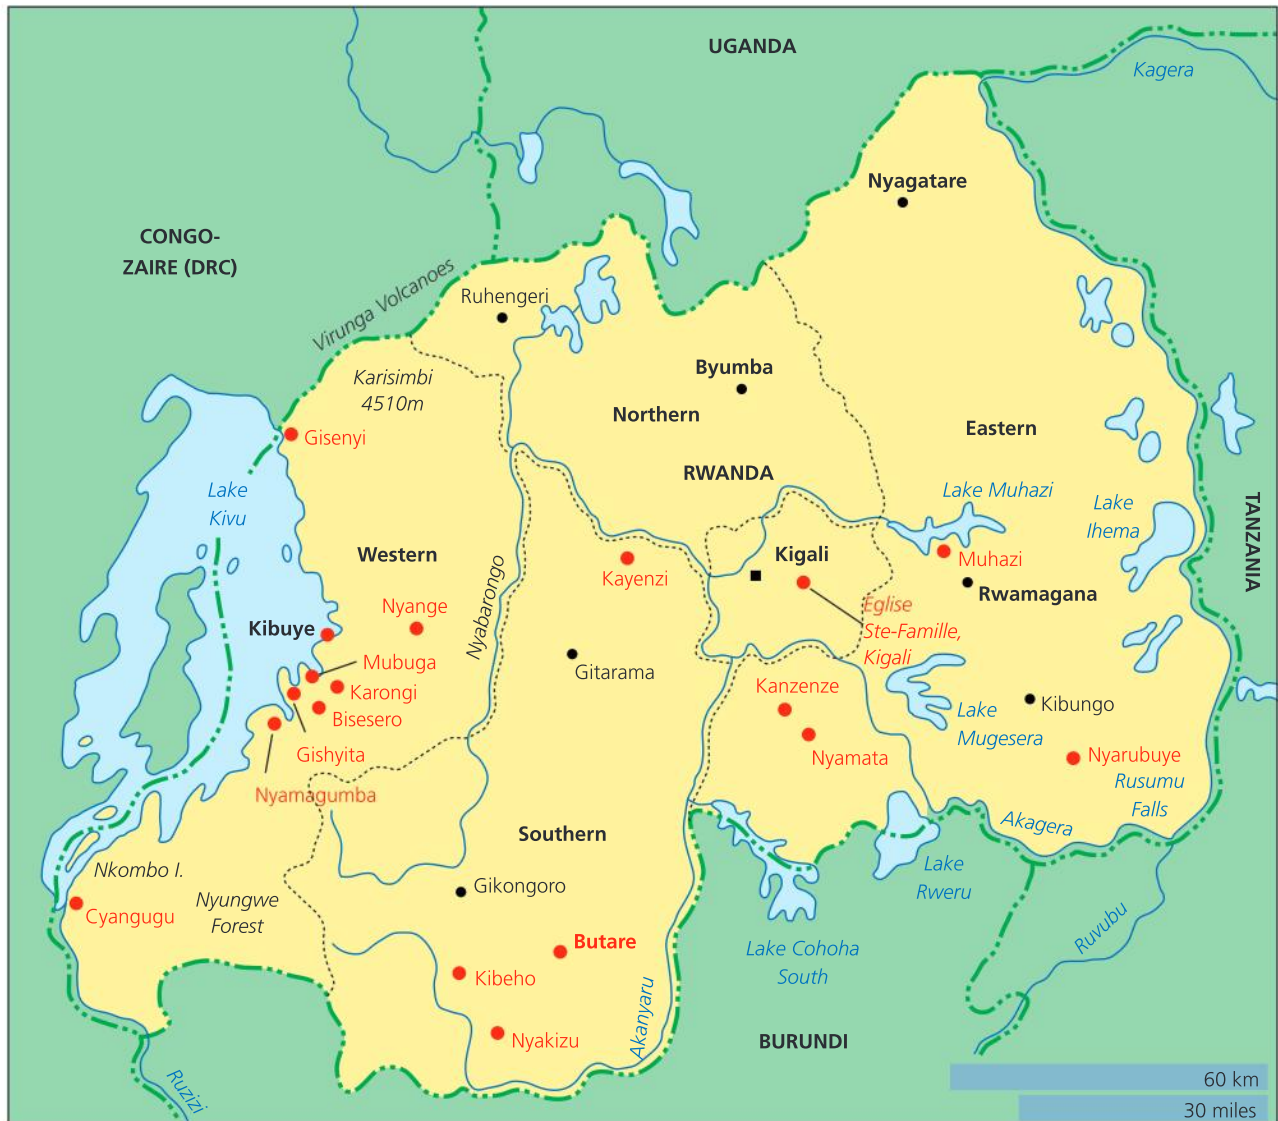 UGANDA
Kagera
Nyagatare
CONGO-
ZAIRE (DRC)
Virunga Volcanoes
Ruhengeri
Karisimbi
4510m
Byumba
Northern
Eastern
Gisenyi
RWANDA
Lake
Kivu
Lake Muhazi
Lake
Ihema
TANZANIA
Western
Kigali
Muhazi
Kayenzi
Rwamagana
Nyange
Nyabarongo
Eglise
Ste-Famille,
Kigali
Kibuye
Mubuga
Gitarama
Karongi
Kanzenze
Bisesero
Kibungo
Lake
Mugesera
Gishyita
Nyamata
Nyarubuye
Nyamagumba
Rusumu
Falls
Southern
Akagera
Nkombo I.
Lake
Rweru
Gikongoro
Nyungwe
Forest
Cyangugu
Butare
Ruvubu
Lake Cohoha
South
Kibeho
Akanyaru
Nyakizu
BURUNDI
Ruzizi
60 km
30 miles